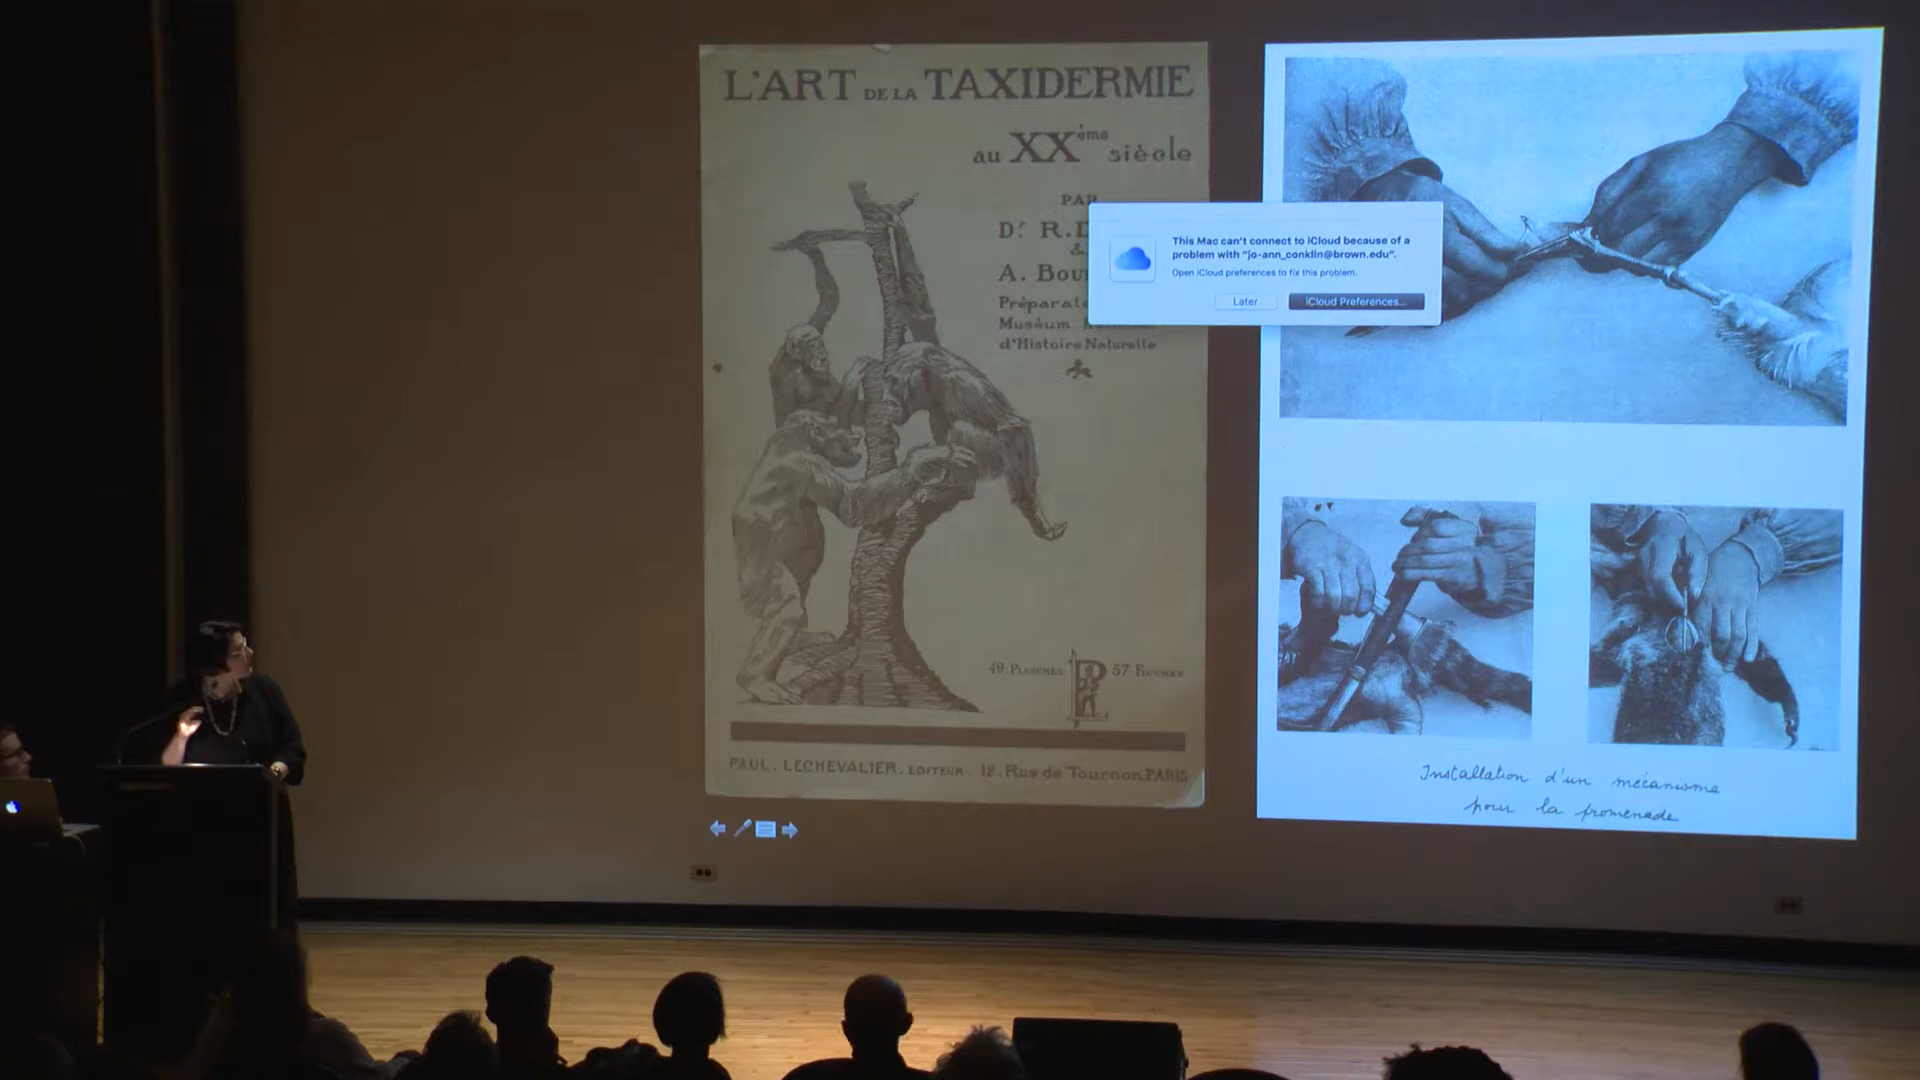 L'ART DE LA TAXIDERMIE
au XXème siècle
PAR
Dr R.D
&
A. Bou
Préparate
Muséum
d'Histoire Naturelle
49. Planches
57 Figures
PAUL. LECHEVALIER. EDITEUR. 12. Rue de Tournon. PARIS
This Mac can't connect to iCloud because of a
problem with "jo-ann_conklin@brown.edu".
Open iCloud preferences to fix this problem.
Later
iCloud Preferences...
Installation d'un mécanisme
pour la promenade